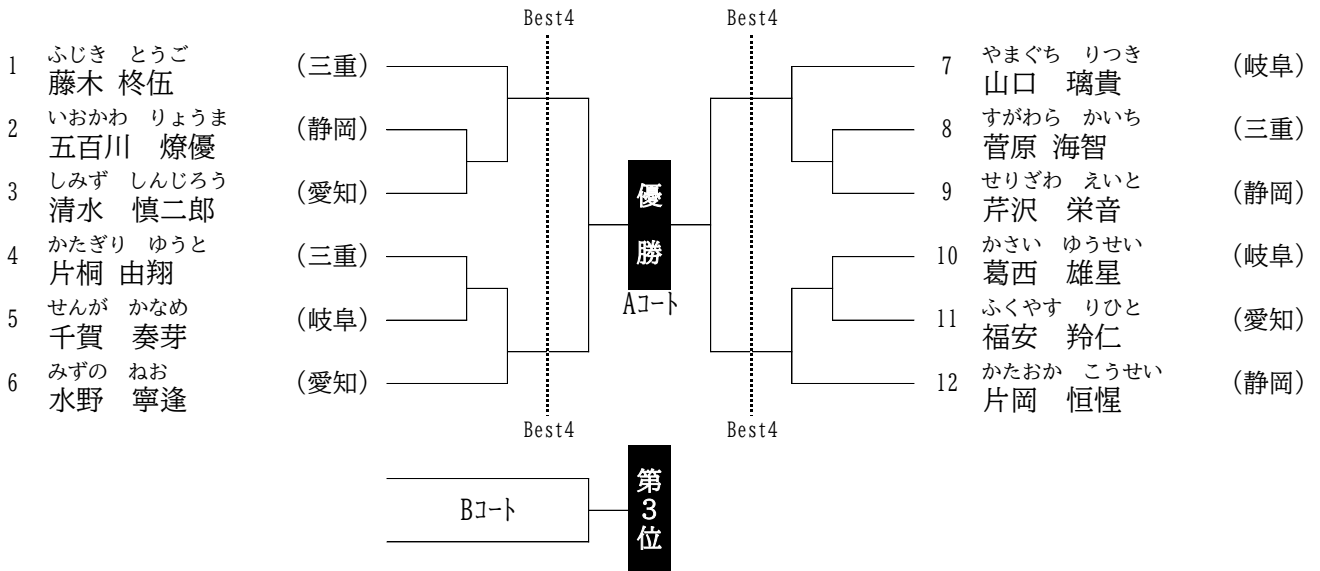 Best4 Best4
1 ふじき とうご
藤木 柊伍 (三重)
2 いおかわ りょうま
五百川 燎優 (静岡)
3 しみず しんじろう
清水 慎二郎 (愛知)
4 かたぎり ゆうと
片桐 由翔 (三重)
5 せんが かなめ
千賀 奏芽 (岐阜)
6 みずの ねお
水野 寧逢 (愛知)
優勝
Aコート
7 やまぐち りつき
山口 璃貴 (岐阜)
8 すがわら かいち
菅原 海智 (三重)
9 せりざわ えいと
芹沢 栄音 (静岡)
10 かさい ゆうせい
葛西 雄星 (岐阜)
11 ふくやす りひと
福安 羚仁 (愛知)
12 かたおか こうせい
片岡 恒惺 (静岡)
Best4 Best4
Bコート
第3位